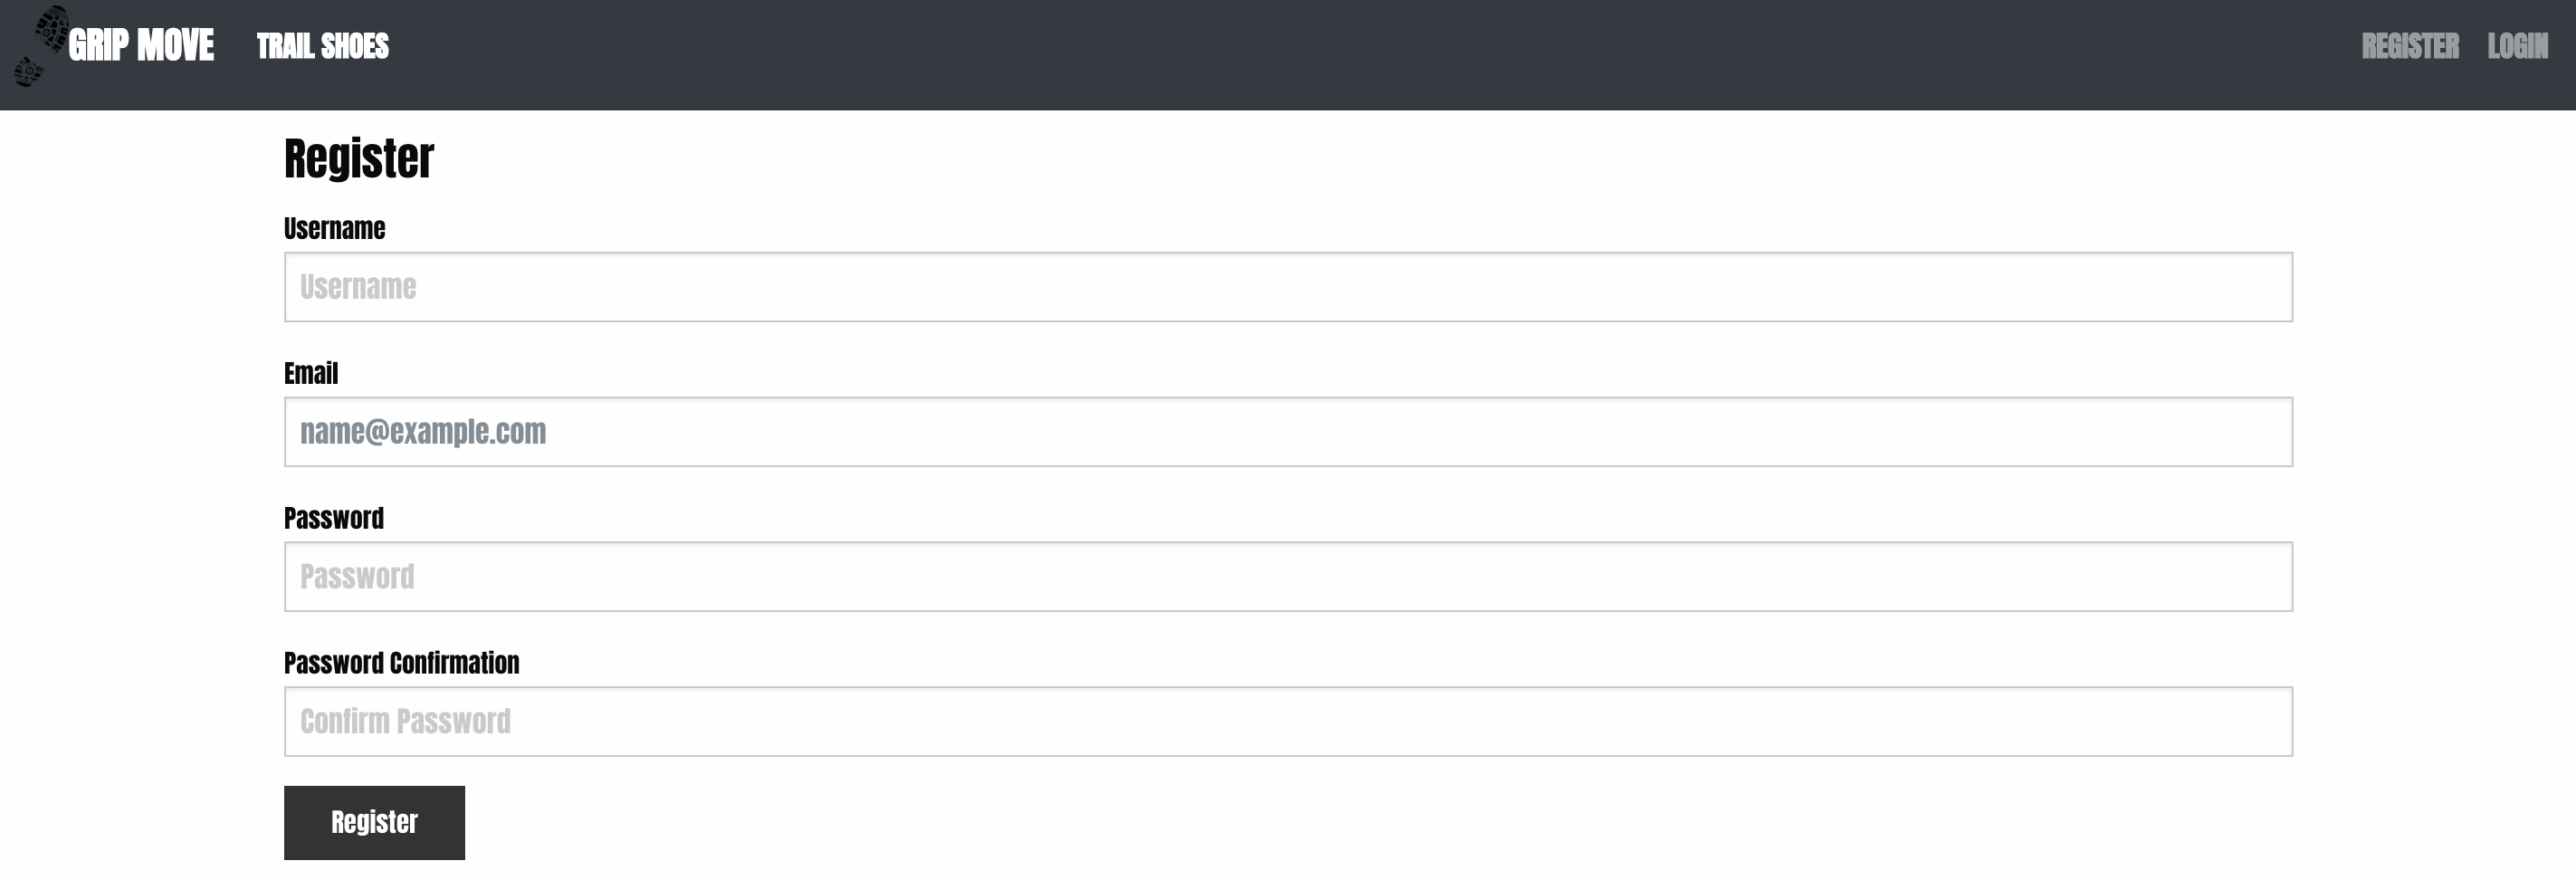 GRIP MOVE TRAIL SHOES REGISTER LOGIN
Register
Username
Username
Email
name@example.com
Password
Password
Password Confirmation
Confirm Password
Register